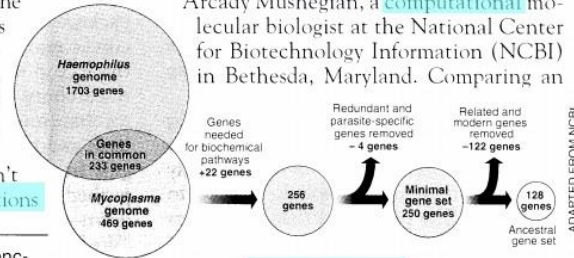 he
s
Arcady Mushegian, a computational mo-
lecular biologist at the National Center
for Biotechnology Information (NCBI)
in Bethesda, Maryland. Comparing an
Haemophilus
genome
1703 genes
Genes
in common
233 genes
Mycoplasma
genome
469 genes
n't
ions
nc-
Genes
needed
for biochemical
pathways
+22 genes
256
genes
Redundant and
parasite-specific
genes removed
– 4 genes
Minimal
gene set
250 genes
Related and
modern genes
removed
–122 genes
128
genes
Ancestral
gene set
ADAPTED FROM NCBI